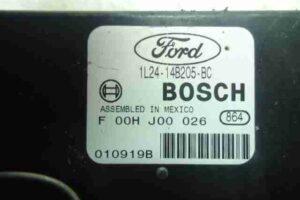 Ford
1L24-14B205-BC
BOSCH
ASSEMBLED IN MEXICO
F 00H J00 026
864
010919B